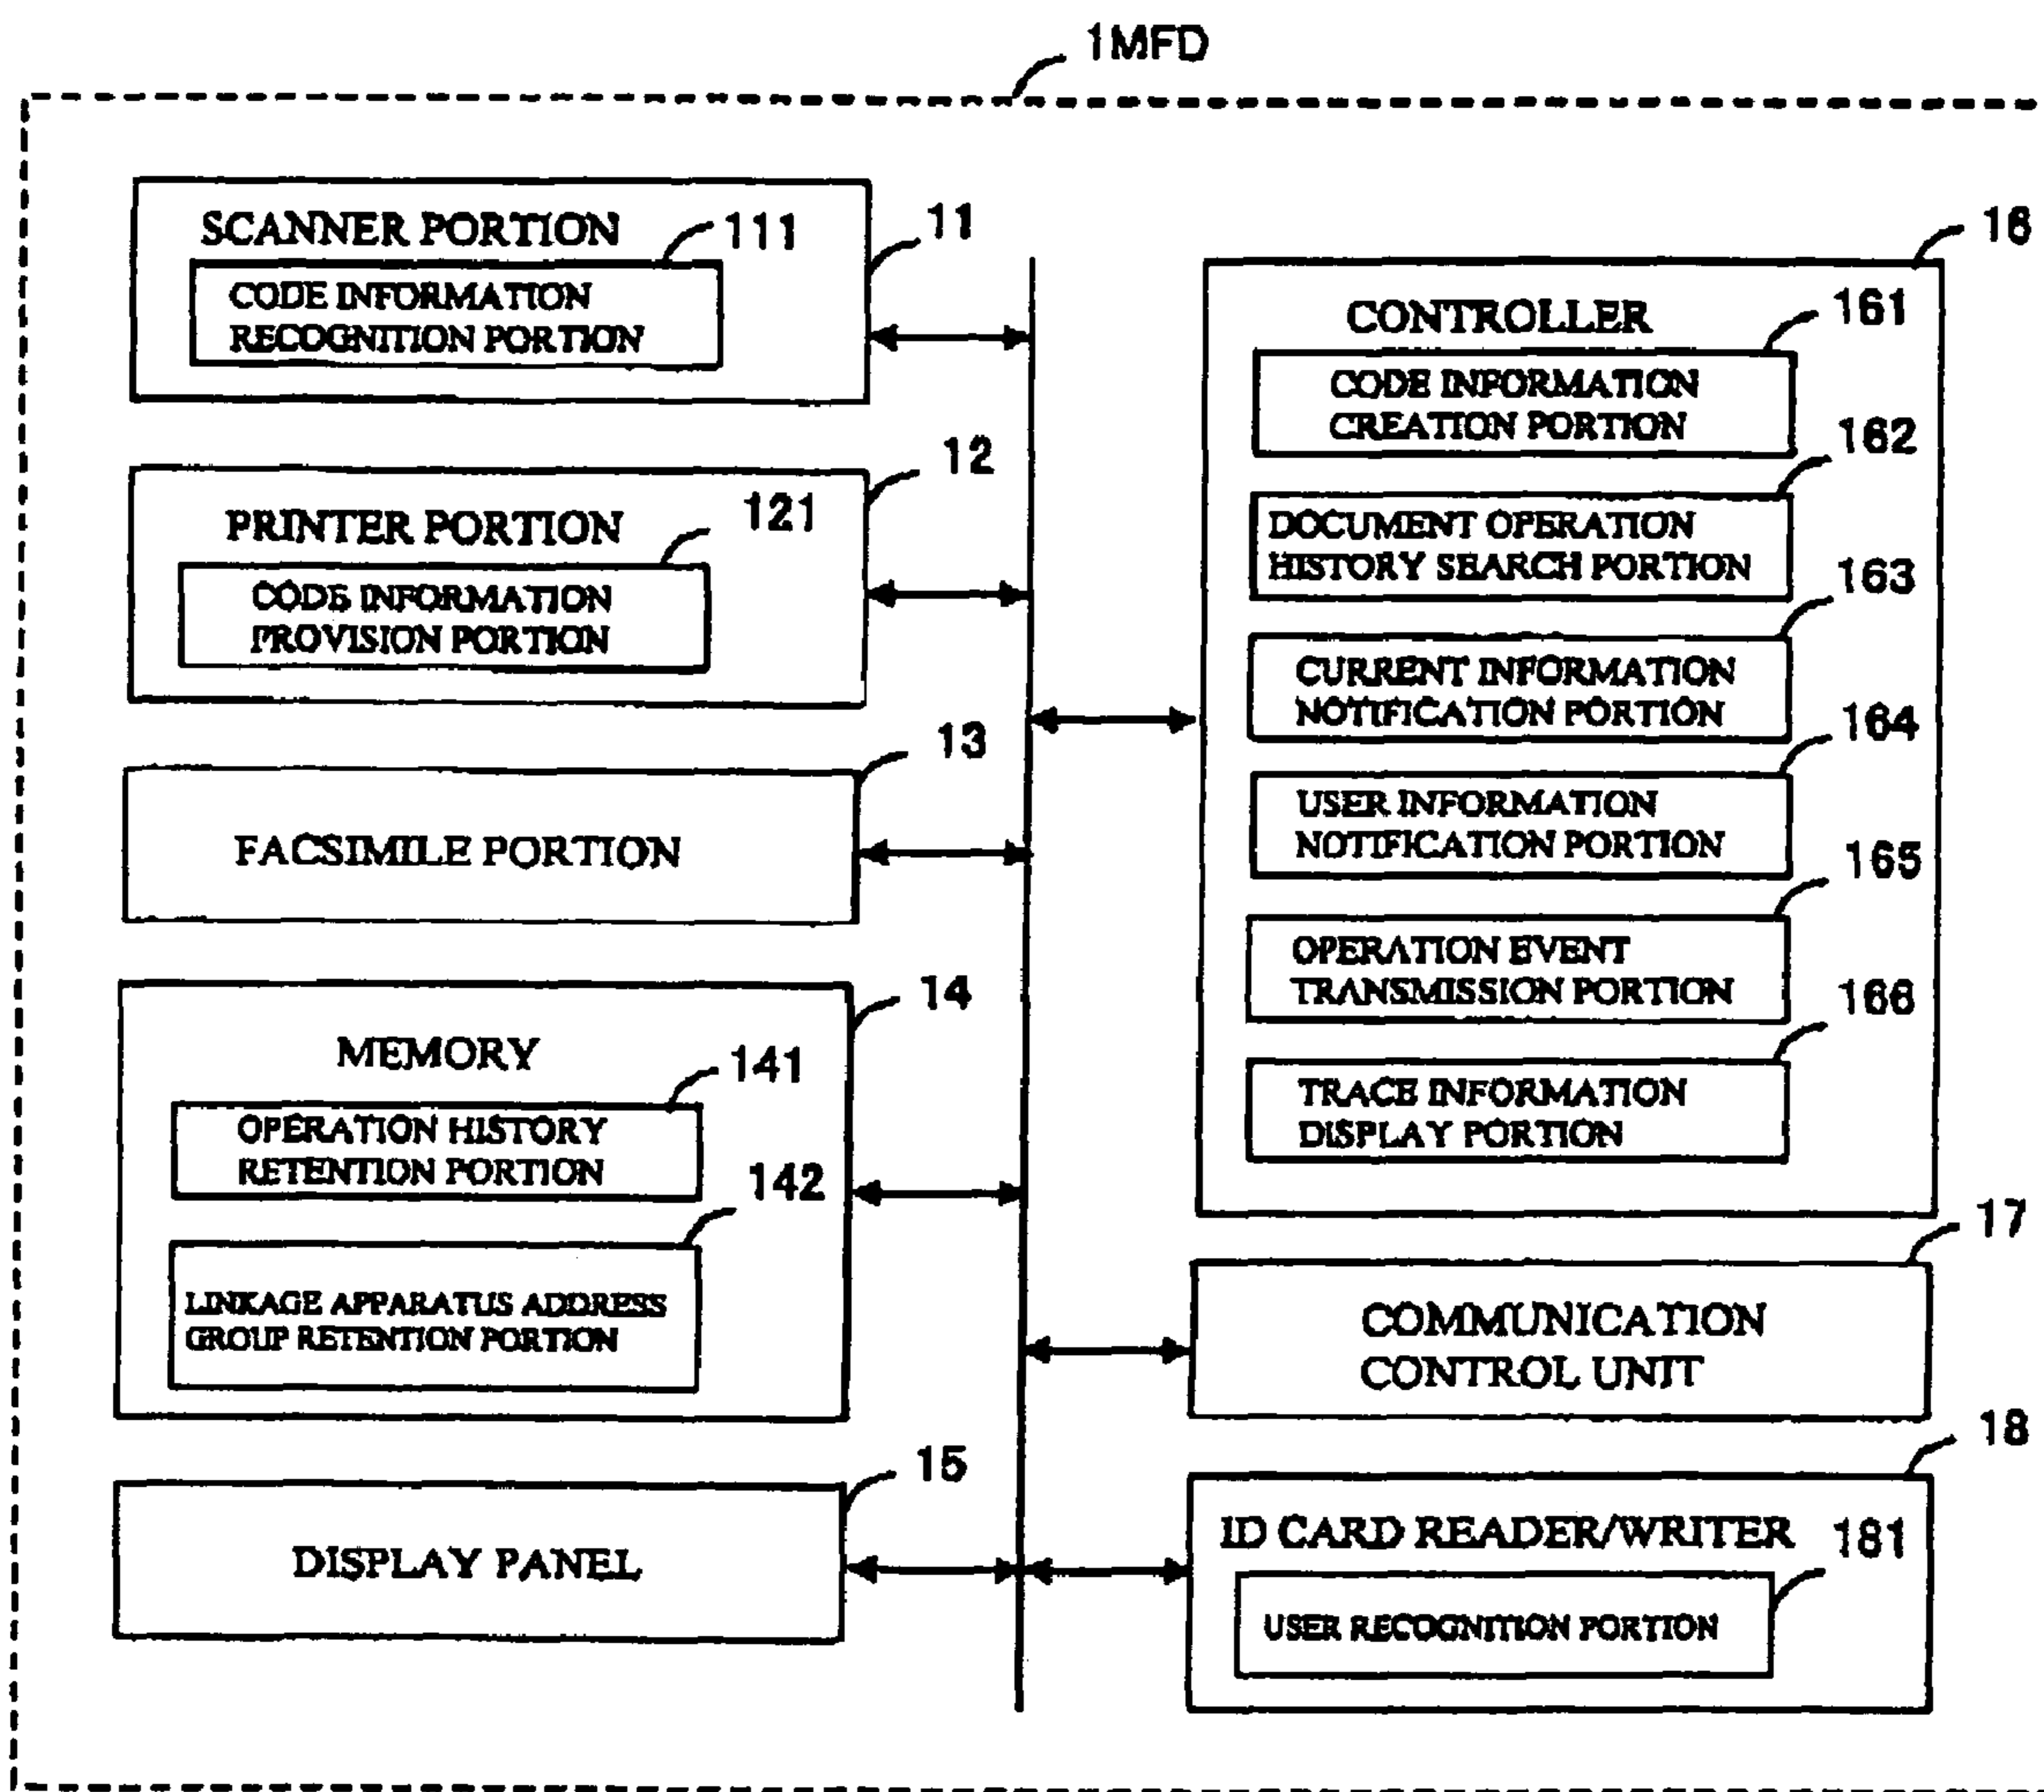 1MFD
SCANNER PORTION
111
11
CODE INFORMATION
RECOGNITION PORTION
PRINTER PORTION
121
12
CODE INFORMATION
PROVISION PORTION
13
FACSIMILE PORTION
14
MEMORY
141
OPERATION HISTORY
RETENTION PORTION
142
LINKAGE APPARATUS ADDRESS
GROUP RETENTION PORTION
15
DISPLAY PANEL
16
CONTROLLER
161
CODE INFORMATION
CREATION PORTION
162
DOCUMENT OPERATION
HISTORY SEARCH PORTION
163
CURRENT INFORMATION
NOTIFICATION PORTION
164
USER INFORMATION
NOTIFICATION PORTION
165
OPERATION EVENT
TRANSMISSION PORTION
166
TRACE INFORMATION
DISPLAY PORTION
17
COMMUNICATION
CONTROL UNIT
18
ID CARD READER/WRITER
181
USER RECOGNITION PORTION